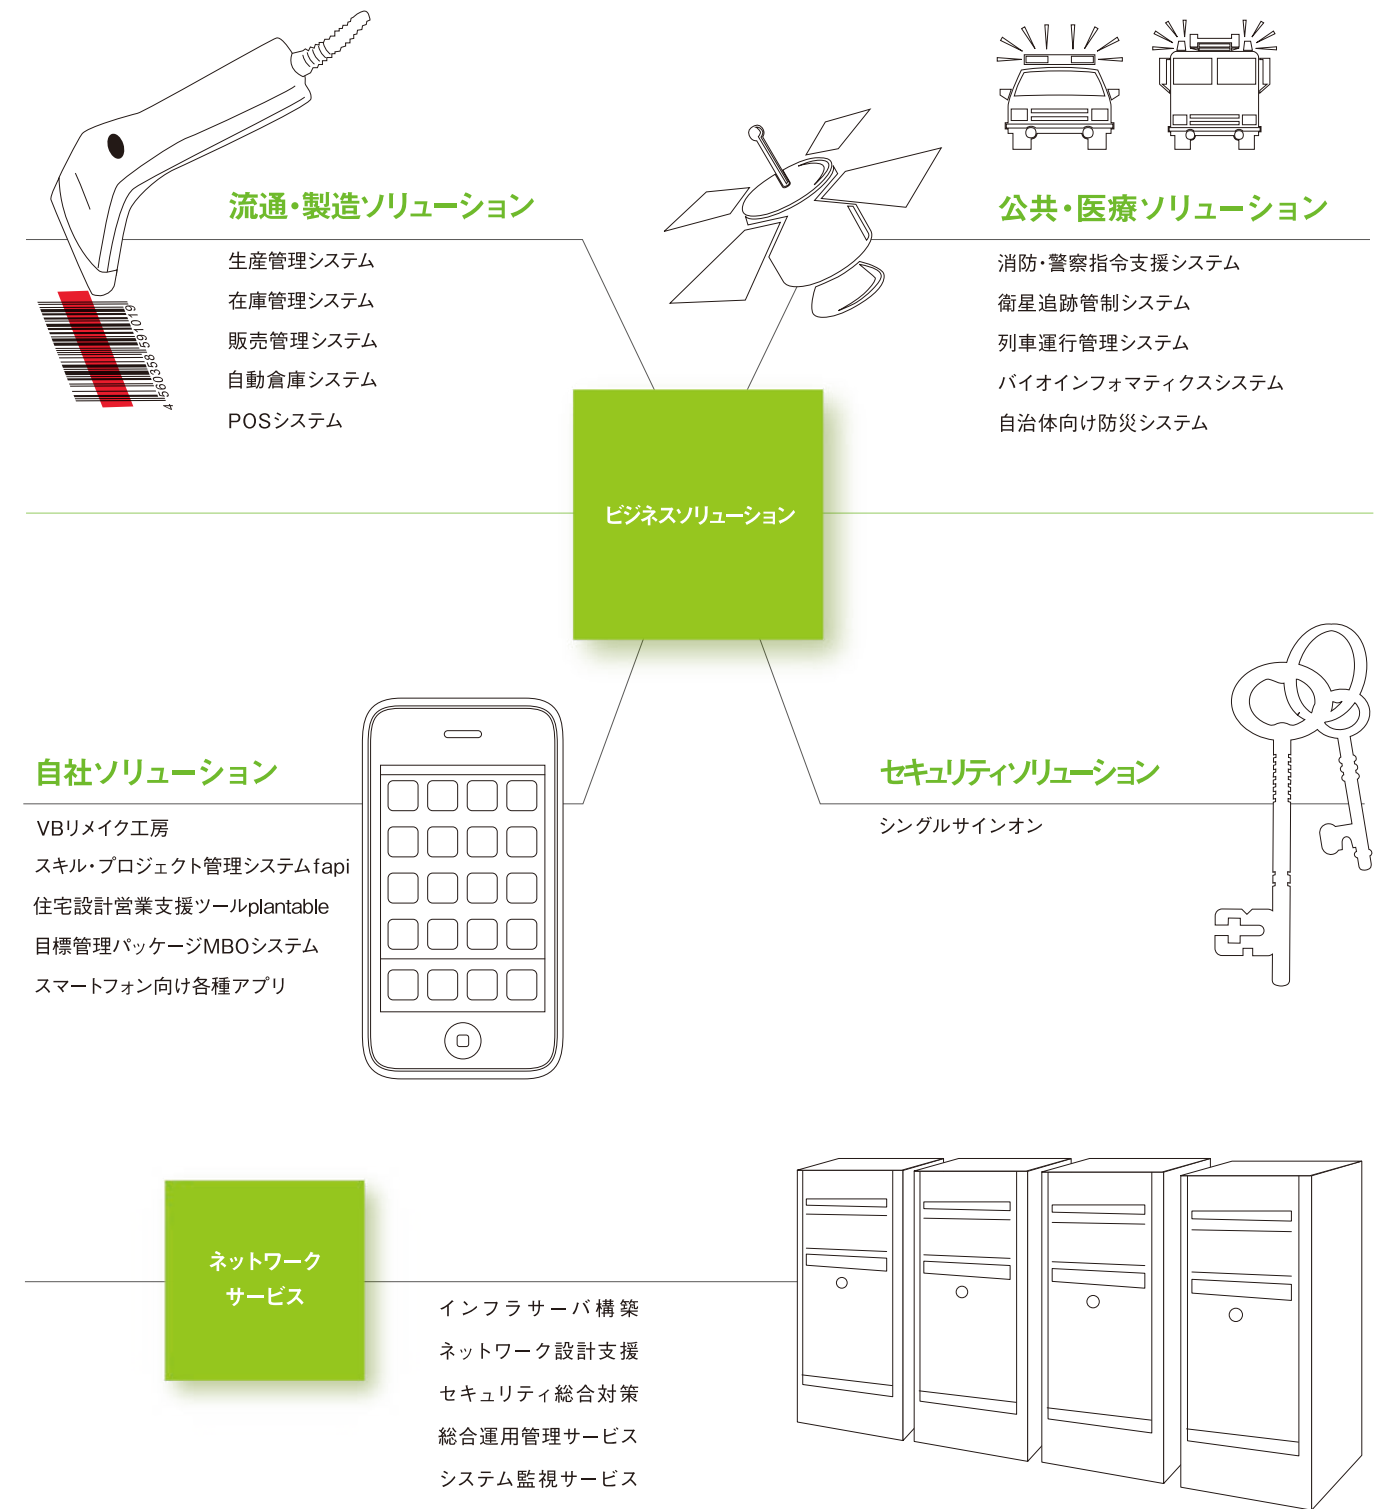 流通・製造ソリューション
生産管理システム
在庫管理システム
販売管理システム
自動倉庫システム
POSシステム
4 560358 591019
公共・医療ソリューション
消防・警察指令支援システム
衛星追跡管制システム
列車運行管理システム
バイオインフォマティクスシステム
自治体向け防災システム
ビジネスソリューション
自社ソリューション
VBリメイク工房
スキル・プロジェクト管理システムfapi
住宅設計営業支援ツールplantable
目標管理パッケージMBOシステム
スマートフォン向け各種アプリ
セキュリティソリューション
シングルサインオン
ネットワーク
サービス
インフラサーバ構築
ネットワーク設計支援
セキュリティ総合対策
総合運用管理サービス
システム監視サービス